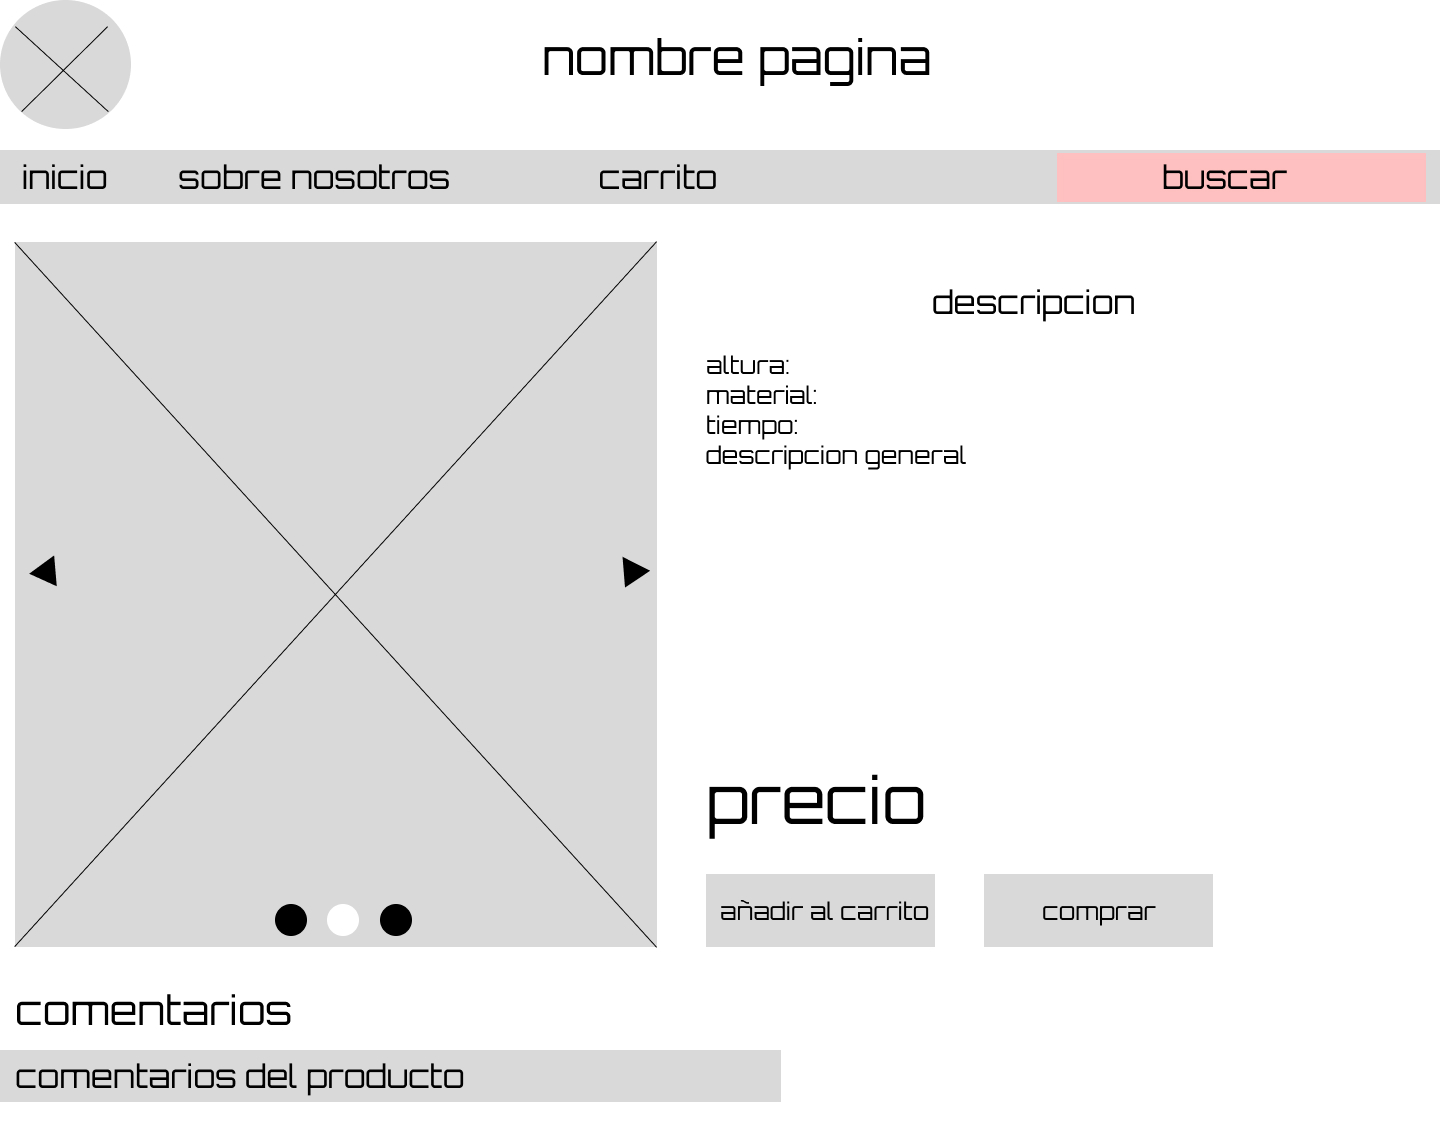 nombre pagina
inicio
sobre nosotros
carrito
buscar
descripcion
altura:
material:
tiempo:
descripcion general
precio
añadir al carrito
comprar
comentarios
comentarios del producto